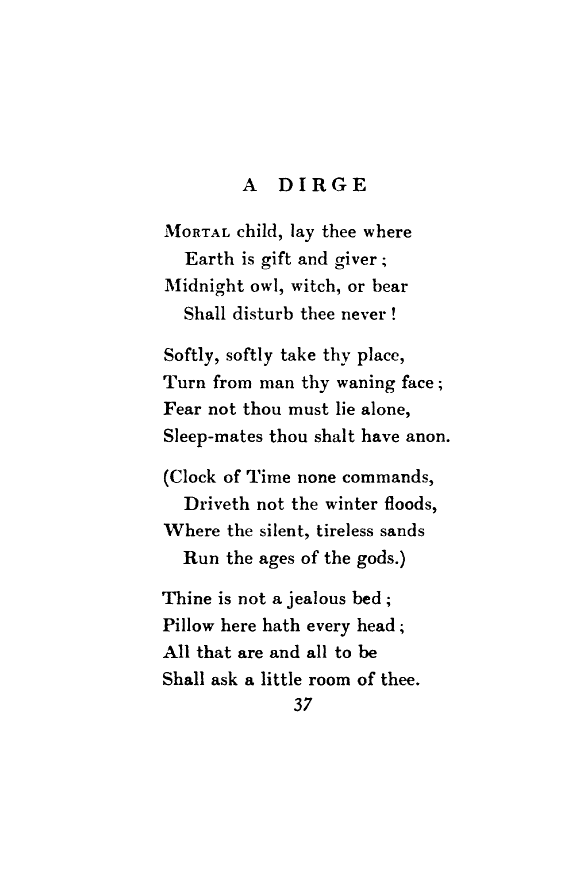 A DIRGE
Mortal child, lay thee where
Earth is gift and giver ;
Midnight owl, witch, or bear
Shall disturb thee never !
Softly, softly take thy place,
Turn from man thy waning face ;
Fear not thou must lie alone,
Sleep-mates thou shalt have anon.
(Clock of Time none commands,
Driveth not the winter floods,
Where the silent, tireless sands
Run the ages of the gods.)
Thine is not a jealous bed ;
Pillow here hath every head ;
All that are and all to be
Shall ask a little room of thee.
37